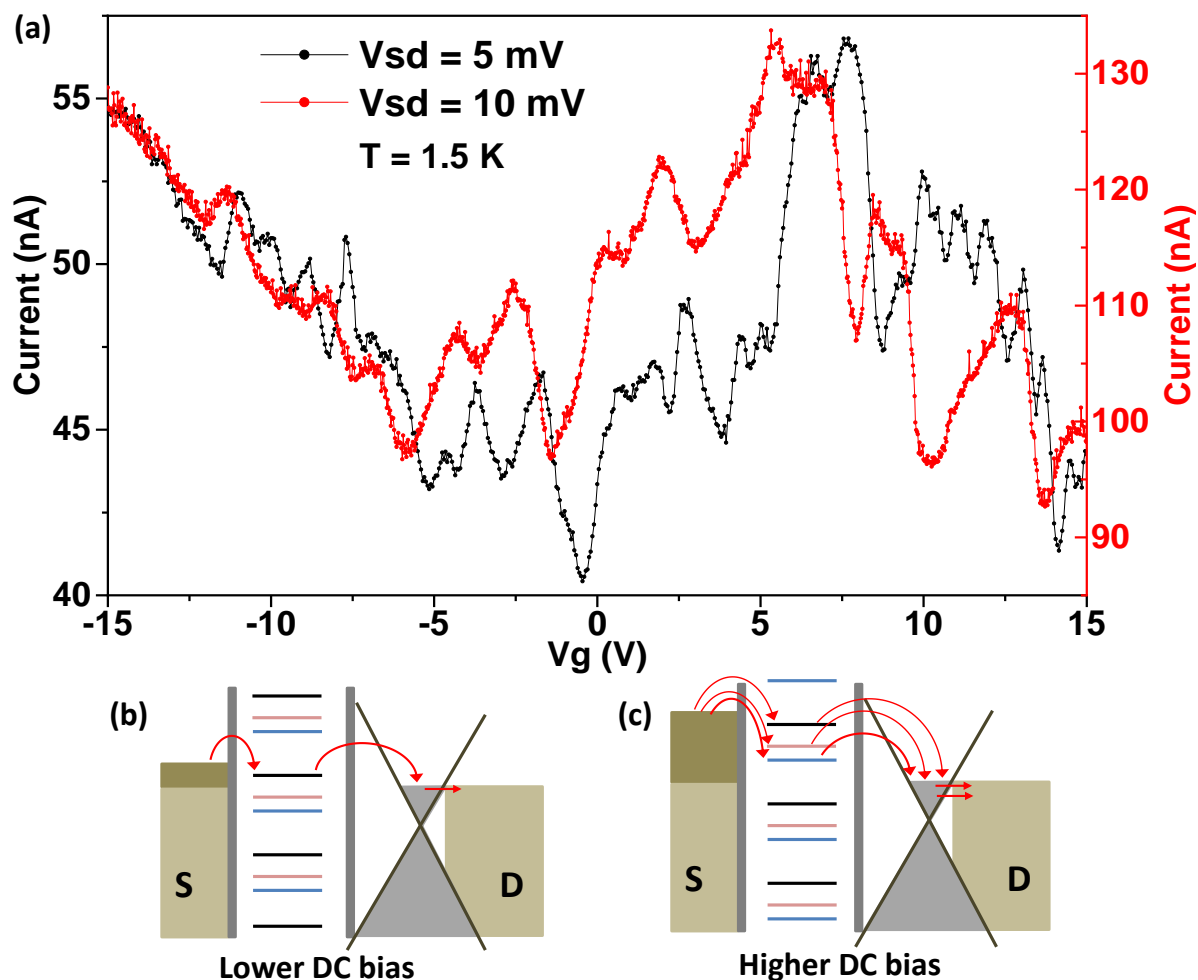 (a)
Vsd = 5 mV
Vsd = 10 mV
T = 1.5 K
55
50
45
40
Current (nA)
130
120
110
100
90
Current (nA)
-15 -10 -5 0 5 10 15
Vg (V)
(b)
S
D
Lower DC bias
(c)
S
D
Higher DC bias